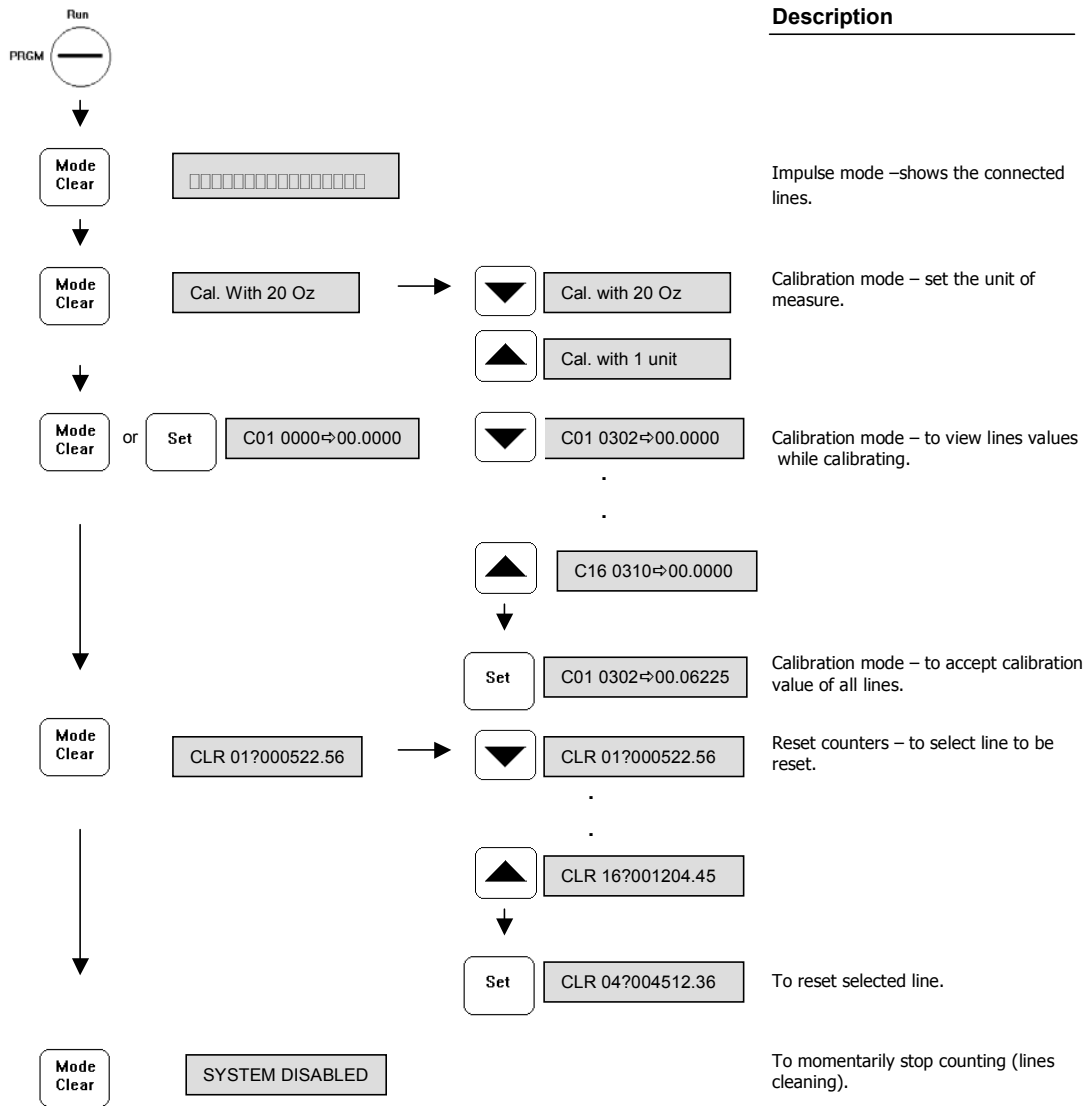 Run
Description
PRGM
Mode
Clear
□□□□□□□□□□□□□□□□
Impulse mode –shows the connected
lines.
Mode
Clear
Cal. With 20 Oz
Cal. with 20 Oz
Calibration mode – set the unit of
measure.
Cal. with 1 unit
Mode
Clear
or
Set
C01 0000⇨00.0000
C01 0302⇨00.0000
Calibration mode – to view lines values
while calibrating.
.
.
C16 0310⇨00.0000
Set
C01 0302⇨00.06225
Calibration mode – to accept calibration
value of all lines.
Mode
Clear
CLR 01?000522.56
CLR 01?000522.56
Reset counters – to select line to be
reset.
.
.
CLR 16?001204.45
Set
CLR 04?004512.36
To reset selected line.
Mode
Clear
SYSTEM DISABLED
To momentarily stop counting (lines
cleaning).